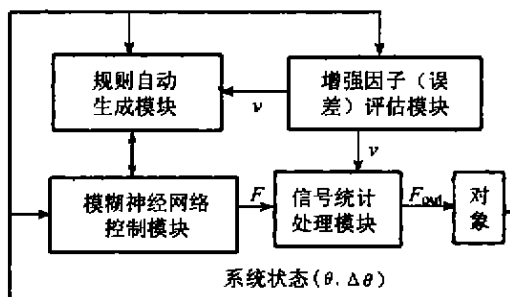 规则自动
生成模块
增强因子(误
差)评估模块
v
v
模糊神经网络
控制模块
F
信号统计
处理模块
对
象
系统状态(θ, Δθ)